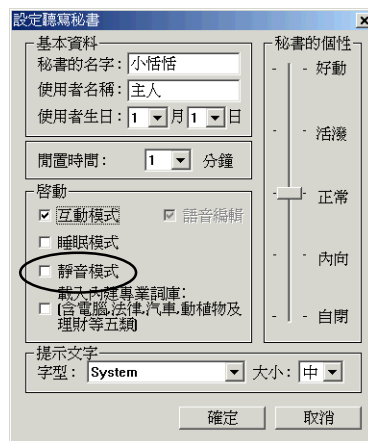 設定聽寫秘書
基本資料
秘書的名字: 小恬恬
使用者名稱: 主人
使用者生日: 1 月 1 日
閒置時間: 1 分鐘
啓動
互動模式 語音編輯
睡眠模式
靜音模式
載入內建專業詞庫:
(含電腦,法律,汽車,動植物及
理財等五類)
提示文字
字型: System 大小: 中
秘書的個性
好動
活潑
正常
內向
自閉
確定 取消